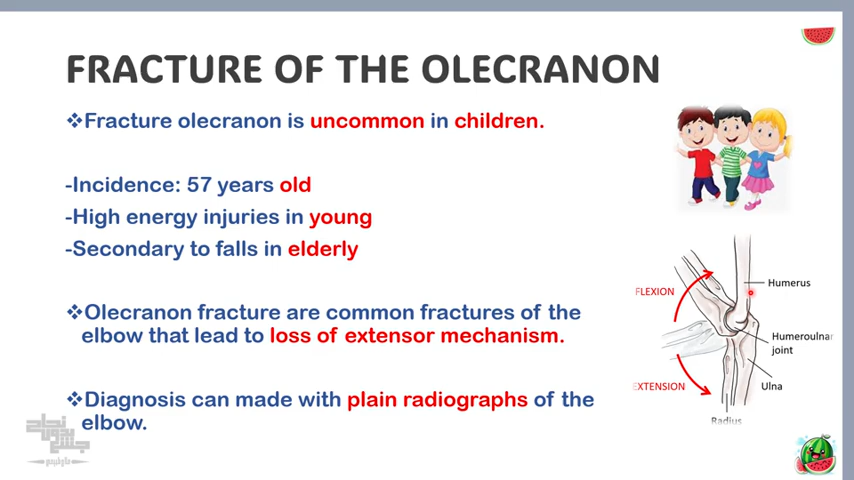 FRACTURE OF THE OLECRANON
❖Fracture olecranon is uncommon in children.
-Incidence: 57 years old
-High energy injuries in young
-Secondary to falls in elderly
❖Olecranon fracture are common fractures of the
elbow that lead to loss of extensor mechanism.
❖Diagnosis can made with plain radiographs of the
elbow.
FLEXION
Humerus
Humeroulnar
joint
EXTENSION
Ulna
Radius